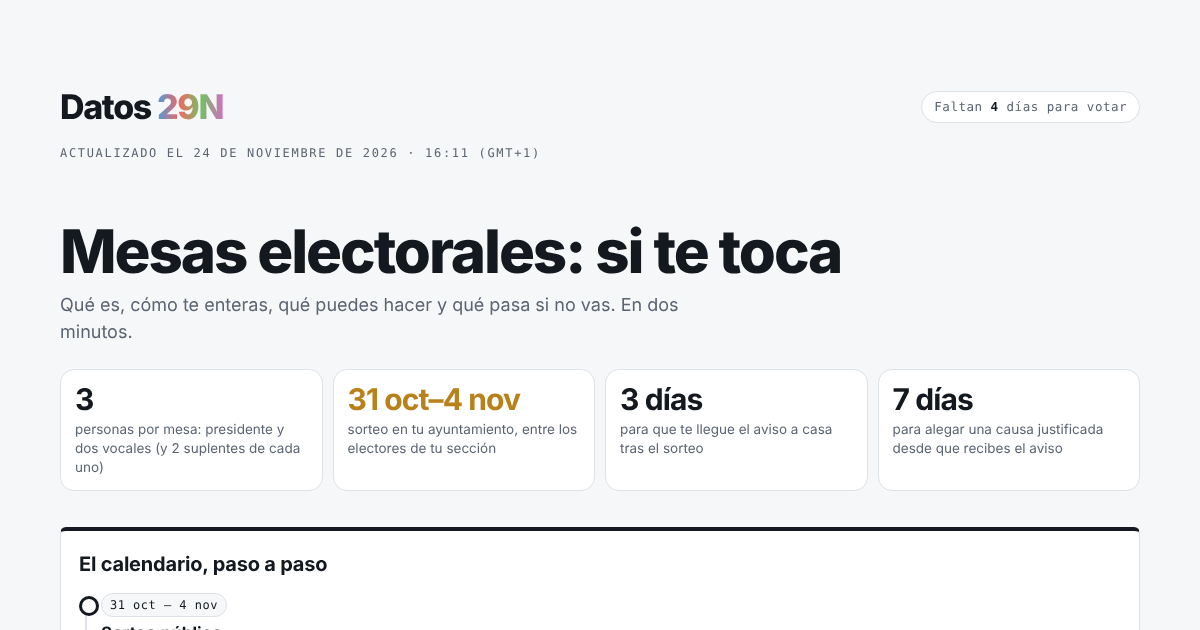 Datos 29N
Faltan 4 días para votar
ACTUALIZADO EL 24 DE NOVIEMBRE DE 2026 · 16:11 (GMT+1)
Mesas electorales: si te toca
Qué es, cómo te enteras, qué puedes hacer y qué pasa si no vas. En dos
minutos.
3
personas por mesa: presidente y
dos vocales (y 2 suplentes de cada
uno)
31 oct–4 nov
sorteo en tu ayuntamiento, entre los
electores de tu sección
3 días
para que te llegue el aviso a casa
tras el sorteo
7 días
para alegar una causa justificada
desde que recibes el aviso
El calendario, paso a paso
31 oct – 4 nov